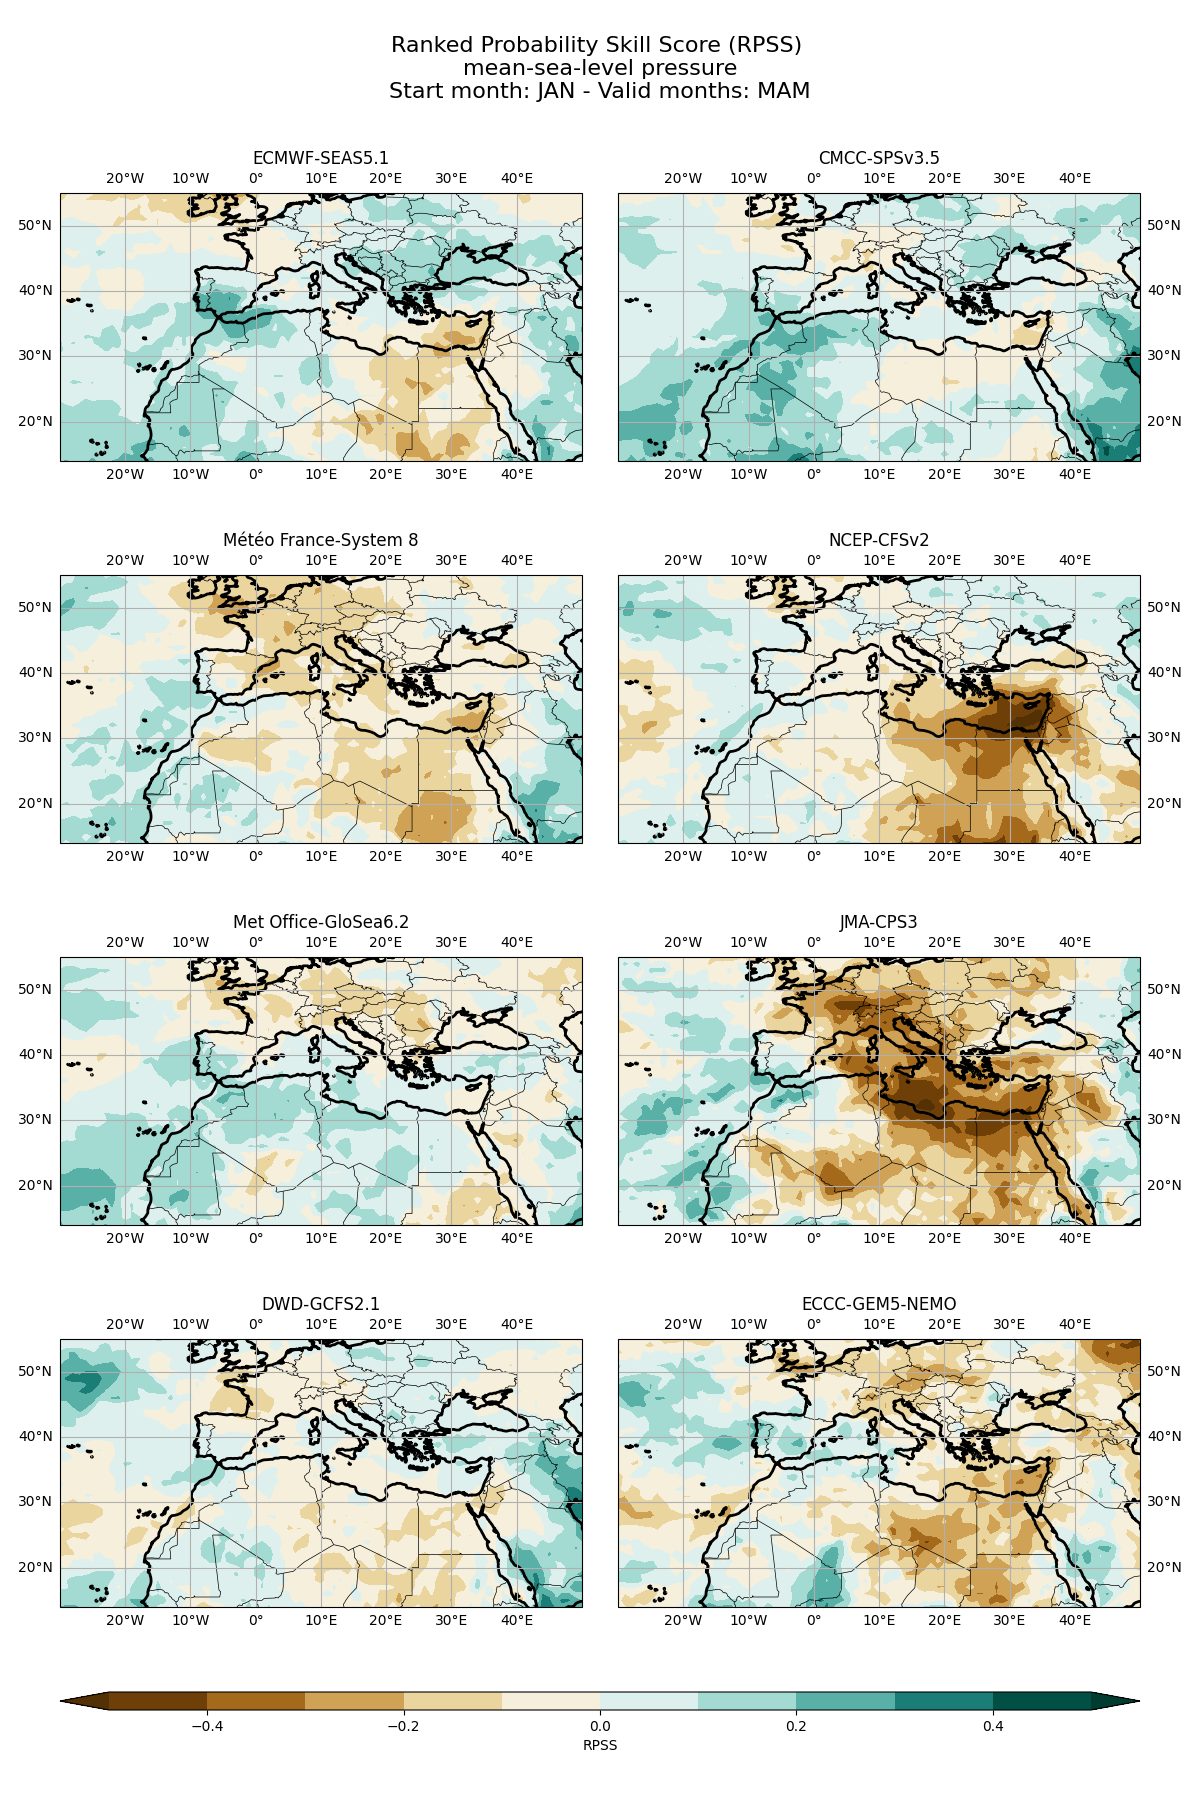 Ranked Probability Skill Score (RPSS)
mean-sea-level pressure
Start month: JAN - Valid months: MAM
ECMWF-SEAS5.1
CMCC-SPSv3.5
20°W 10°W 0° 10°E 20°E 30°E 40°E
20°W 10°W 0° 10°E 20°E 30°E 40°E
50°N
50°N
40°N
40°N
30°N
30°N
20°N
20°N
20°W 10°W 0° 10°E 20°E 30°E 40°E
20°W 10°W 0° 10°E 20°E 30°E 40°E
Météo France-System 8
NCEP-CFSv2
20°W 10°W 0° 10°E 20°E 30°E 40°E
20°W 10°W 0° 10°E 20°E 30°E 40°E
50°N
50°N
40°N
40°N
30°N
30°N
20°N
20°N
20°W 10°W 0° 10°E 20°E 30°E 40°E
20°W 10°W 0° 10°E 20°E 30°E 40°E
Met Office-GloSea6.2
JMA-CPS3
20°W 10°W 0° 10°E 20°E 30°E 40°E
20°W 10°W 0° 10°E 20°E 30°E 40°E
50°N
50°N
40°N
40°N
30°N
30°N
20°N
20°N
20°W 10°W 0° 10°E 20°E 30°E 40°E
20°W 10°W 0° 10°E 20°E 30°E 40°E
DWD-GCFS2.1
ECCC-GEM5-NEMO
20°W 10°W 0° 10°E 20°E 30°E 40°E
20°W 10°W 0° 10°E 20°E 30°E 40°E
50°N
50°N
40°N
40°N
30°N
30°N
20°N
20°N
20°W 10°W 0° 10°E 20°E 30°E 40°E
20°W 10°W 0° 10°E 20°E 30°E 40°E
−0.4 −0.2 0.0 0.2 0.4
RPSS